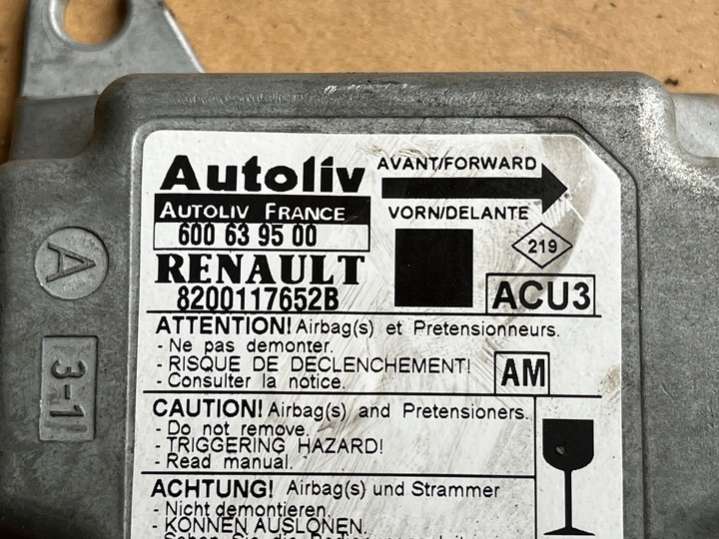 Autoliv
AUTOLIV FRANCE
600 63 95 00
RENAULT
8200117652B
AVANT/FORWARD
VORN/DELANTE
219
ACU3
ATTENTION! Airbag(s) et Pretensionneurs.
- Ne pas demonter.
- RISQUE DE DECLENCHEMENT!
- Consulter la notice.
AM
CAUTION! Airbag(s) and Pretensioners.
- Do not remove.
- TRIGGERING HAZARD!
- Read manual.
ACHTUNG! Airbag(s) und Strammer
- Nicht demontieren.
- KONNEN AUSLONEN.
A
3-1